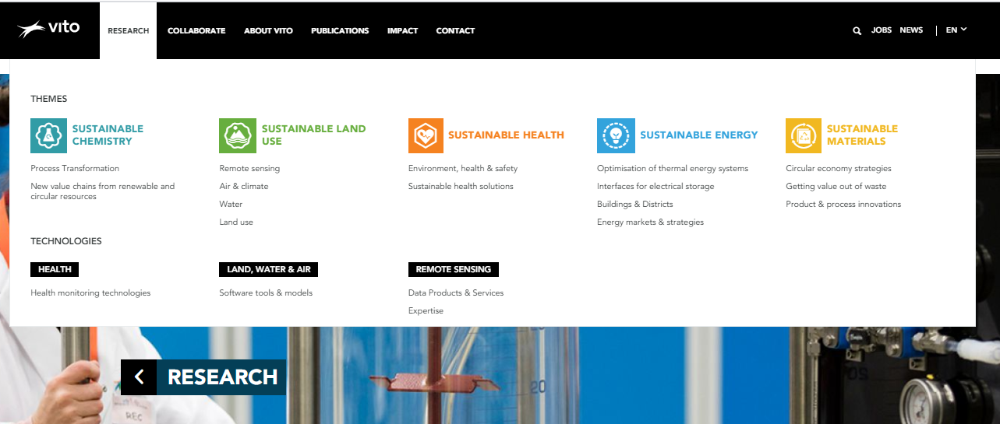 vito
RESEARCH
COLLABORATE
ABOUT VITO
PUBLICATIONS
IMPACT
CONTACT
JOBS
NEWS
EN
THEMES
SUSTAINABLE
CHEMISTRY
Process Transformation
New value chains from renewable and
circular resources
SUSTAINABLE LAND
USE
Remote sensing
Air & climate
Water
Land use
SUSTAINABLE HEALTH
Environment, health & safety
Sustainable health solutions
SUSTAINABLE ENERGY
Optimisation of thermal energy systems
Interfaces for electrical storage
Buildings & Districts
Energy markets & strategies
SUSTAINABLE
MATERIALS
Circular economy strategies
Getting value out of waste
Product & process innovations
TECHNOLOGIES
HEALTH
Health monitoring technologies
LAND, WATER & AIR
Software tools & models
REMOTE SENSING
Data Products & Services
Expertise
RESEARCH
20
REC